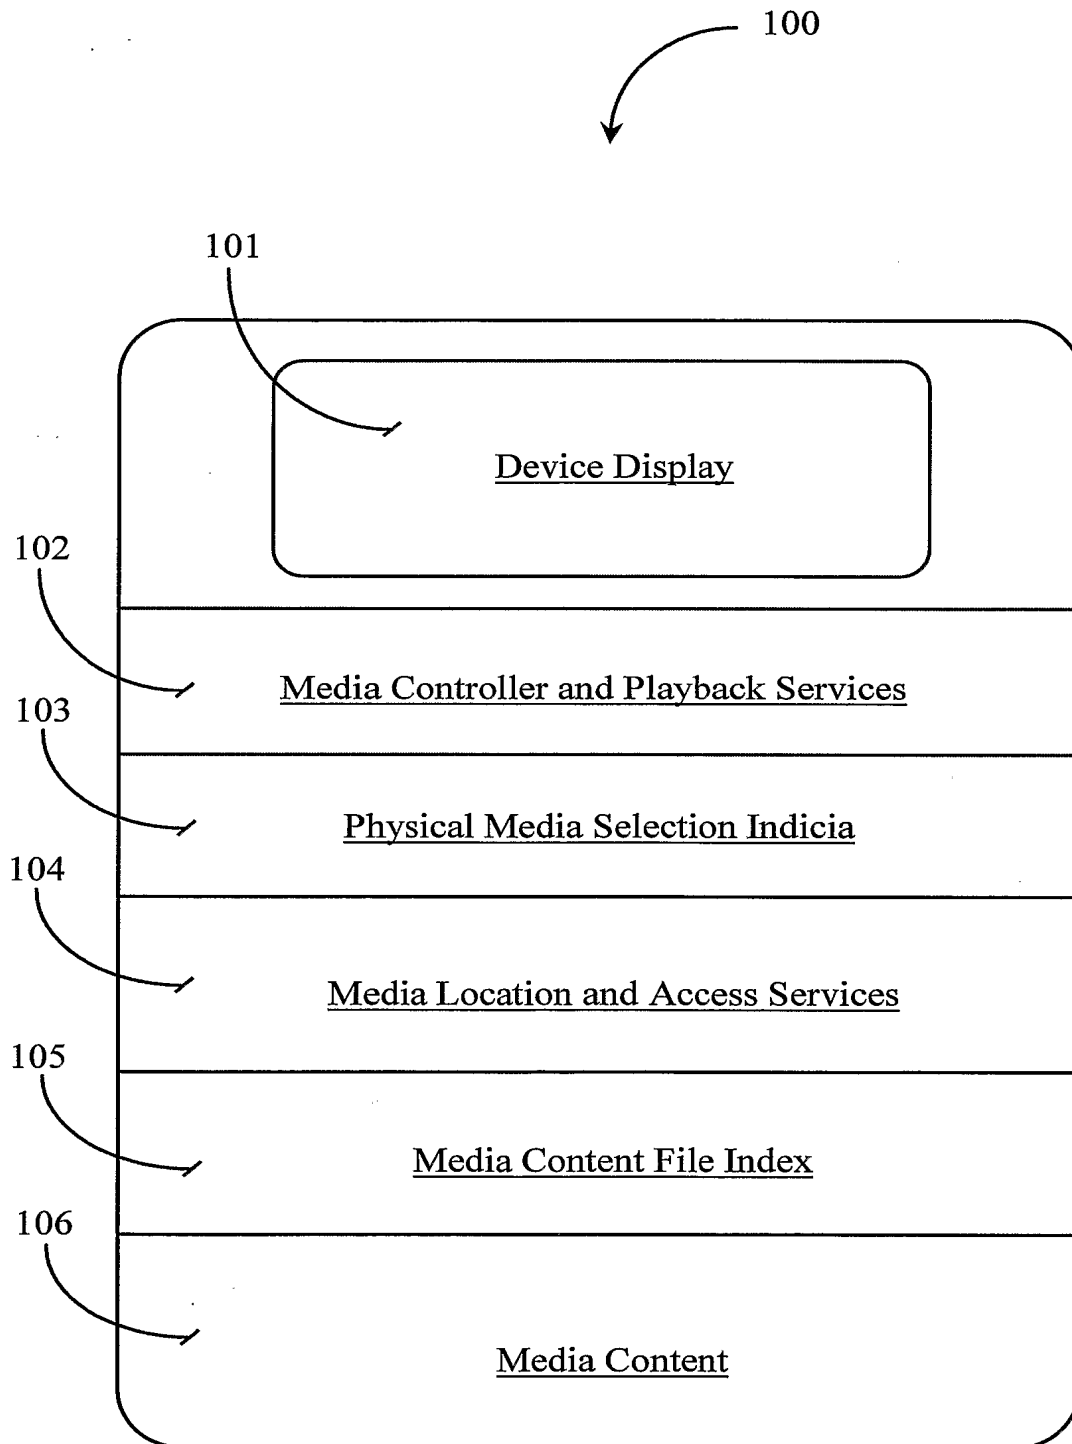 100
101
Device Display
102
Media Controller and Playback Services
103
Physical Media Selection Indicia
104
Media Location and Access Services
105
Media Content File Index
106
Media Content